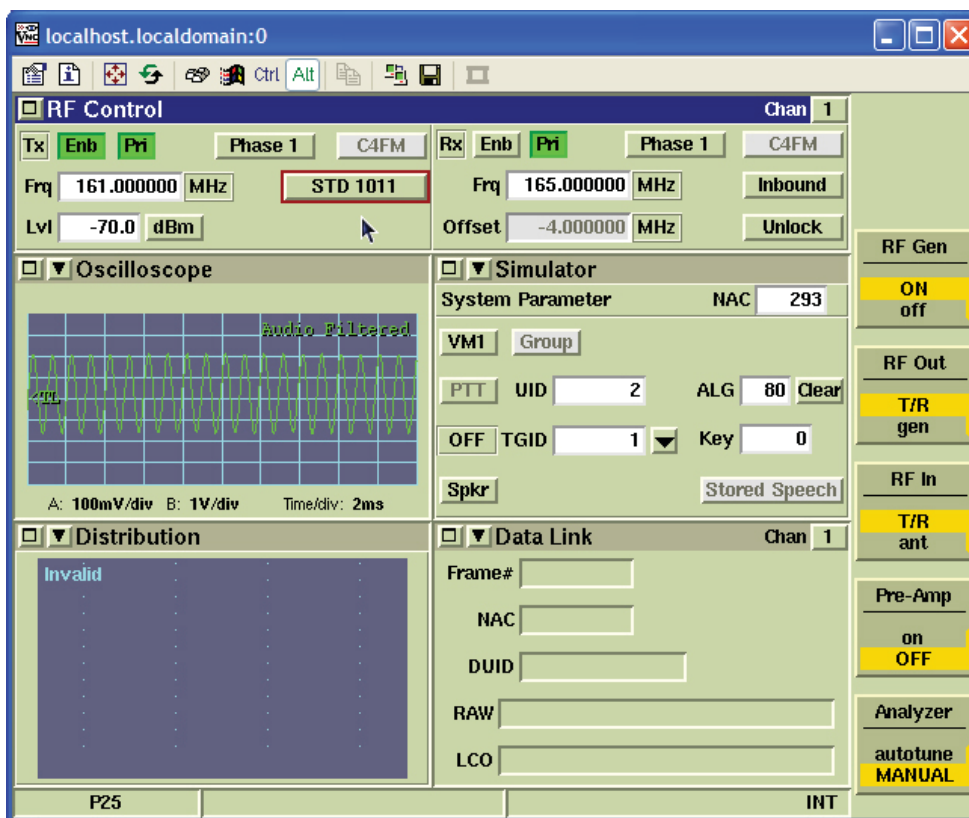 localhost.localdomain:0
Ctrl Alt
RF Control Chan 1
Tx Enb Pri Phase 1 C4FM
Frq 161.000000 MHz STD 1011
Lvl -70.0 dBm
Rx Enb Pri Phase 1 C4FM
Frq 165.000000 MHz Inbound
Offset -4.000000 MHz Unlock
Oscilloscope
Audio Filtered
A: 100mV/div B: 1V/div Time/div: 2ms
Simulator
System Parameter NAC 293
VM1 Group
PTT UID 2 ALG 80 Clear
OFF TGID 1 Key 0
Spkr Stored Speech
Distribution
Invalid
Data Link Chan 1
Frame#
NAC
DUID
RAW
LCO
RF Gen
ON
off
RF Out
T/R
gen
RF In
T/R
ant
Pre-Amp
on
OFF
Analyzer
autotune
MANUAL
P25 INT